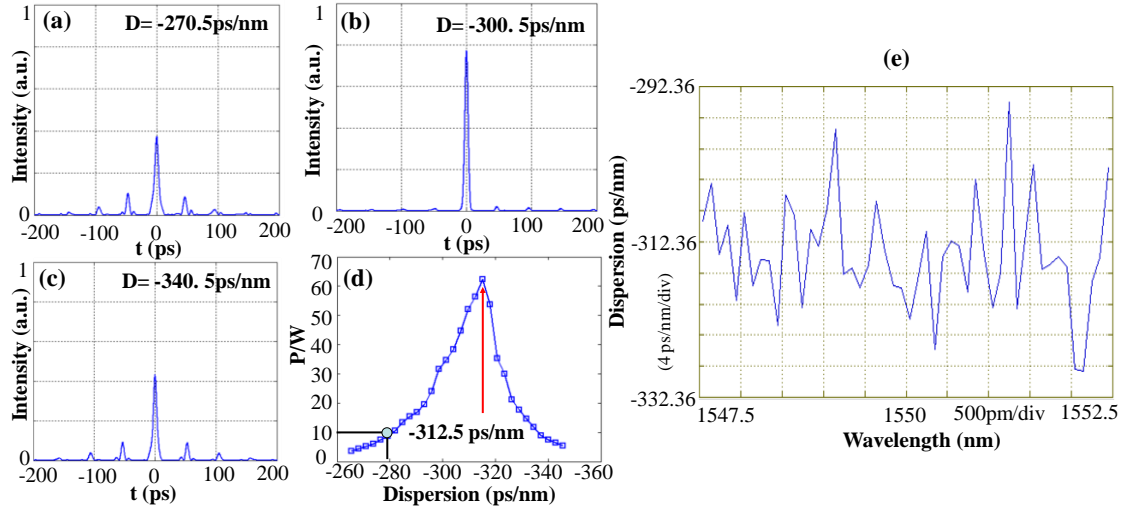 (a)
D= -270.5ps/nm
1
Intensity (a.u.)
0
-200
-100
0
100
200
t (ps)
(b)
D= -300. 5ps/nm
1
Intensity (a.u.)
0
-200
-100
0
100
200
t (ps)
(c)
D= -340. 5ps/nm
1
Intensity (a.u.)
0
-200
-100
0
100
200
t (ps)
(d)
P/W
70
60
50
40
30
20
10
0
-312.5 ps/nm
-260
-280
-300
-320
-340
-360
Dispersion (ps/nm)
(e)
-292.36
-312.36
-332.36
Dispersion (ps/nm)
(4 ps/nm/div)
1547.5
1550
500pm/div
1552.5
Wavelength (nm)